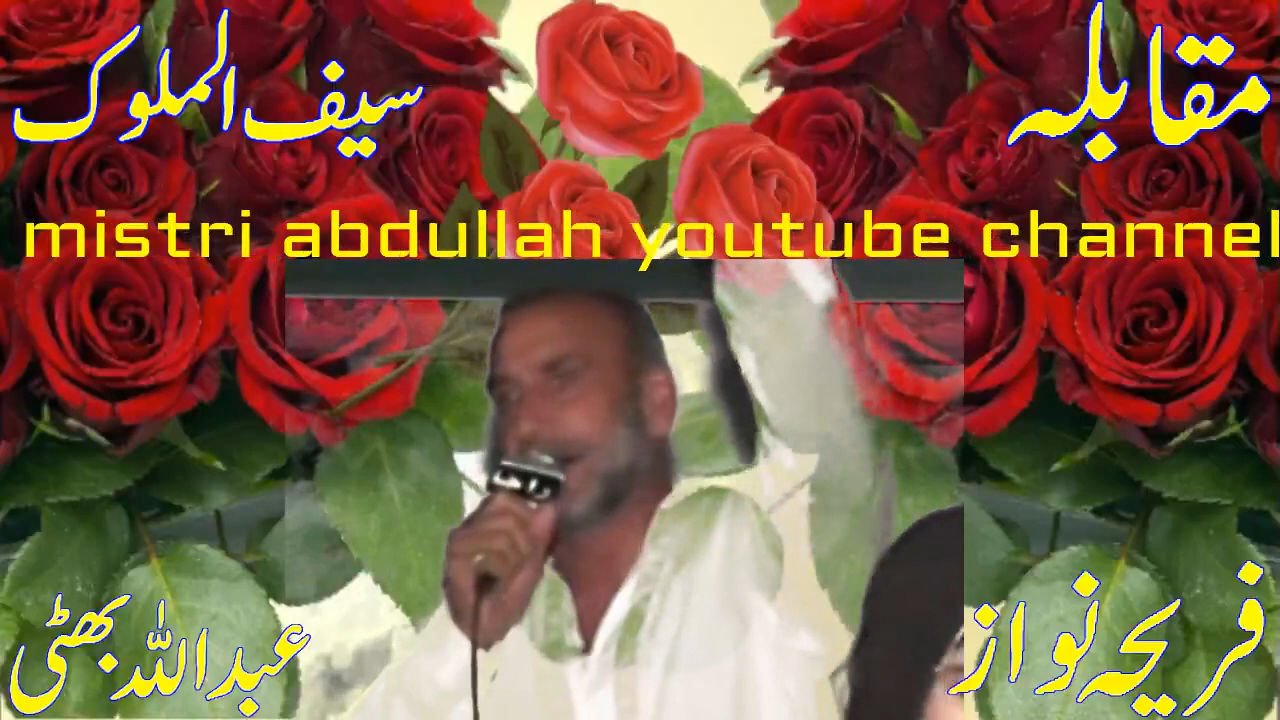 مقابلہ سیف الملوک
mistri abdullah youtube channel
فریحہ نواز عبداللہ بھٹی